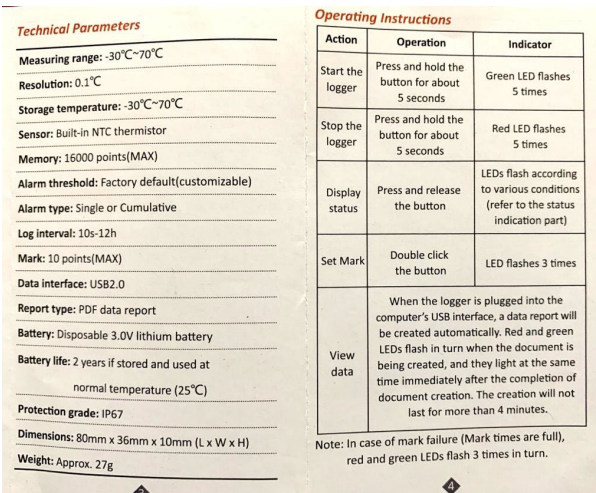 Technical Parameters
Measuring range: -30℃~70℃
Resolution: 0.1℃
Storage temperature: -30℃~70℃
Sensor: Built-in NTC thermistor
Memory: 16000 points(MAX)
Alarm threshold: Factory default(customizable)
Alarm type: Single or Cumulative
Log interval: 10s-12h
Mark: 10 points(MAX)
Data interface: USB2.0
Report type: PDF data report
Battery: Disposable 3.0V lithium battery
Battery life: 2 years if stored and used at
normal temperature (25℃)
Protection grade: IP67
Dimensions: 80mm x 36mm x 10mm (L x W x H)
Weight: Approx. 27g
Operating Instructions
Action Operation Indicator
Start the logger
Press and hold the
button for about
5 seconds
Green LED flashes
5 times
Stop the logger
Press and hold the
button for about
5 seconds
Red LED flashes
5 times
Display
status
Press and release
the button
LEDs flash according
to various conditions
(refer to the status
indication part)
Set Mark
Double click
the button
LED flashes 3 times
View
data
When the logger is plugged into the
computer's USB interface, a data report will
be created automatically. Red and green
LEDs flash in turn when the document is
being created, and they light at the same
time immediately after the completion of
document creation. The creation will not
last for more than 4 minutes.
Note: In case of mark failure (Mark times are full),
red and green LEDs flash 3 times in turn.
4